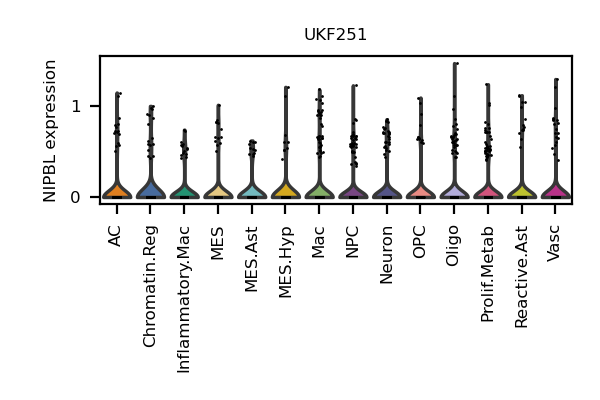 UKF251
NIPBL expression
1
0
AC
Chromatin.Reg
Inflammatory.Mac
MES
MES.Ast
MES.Hyp
Mac
NPC
Neuron
OPC
Oligo
Prolif.Metab
Reactive.Ast
Vasc